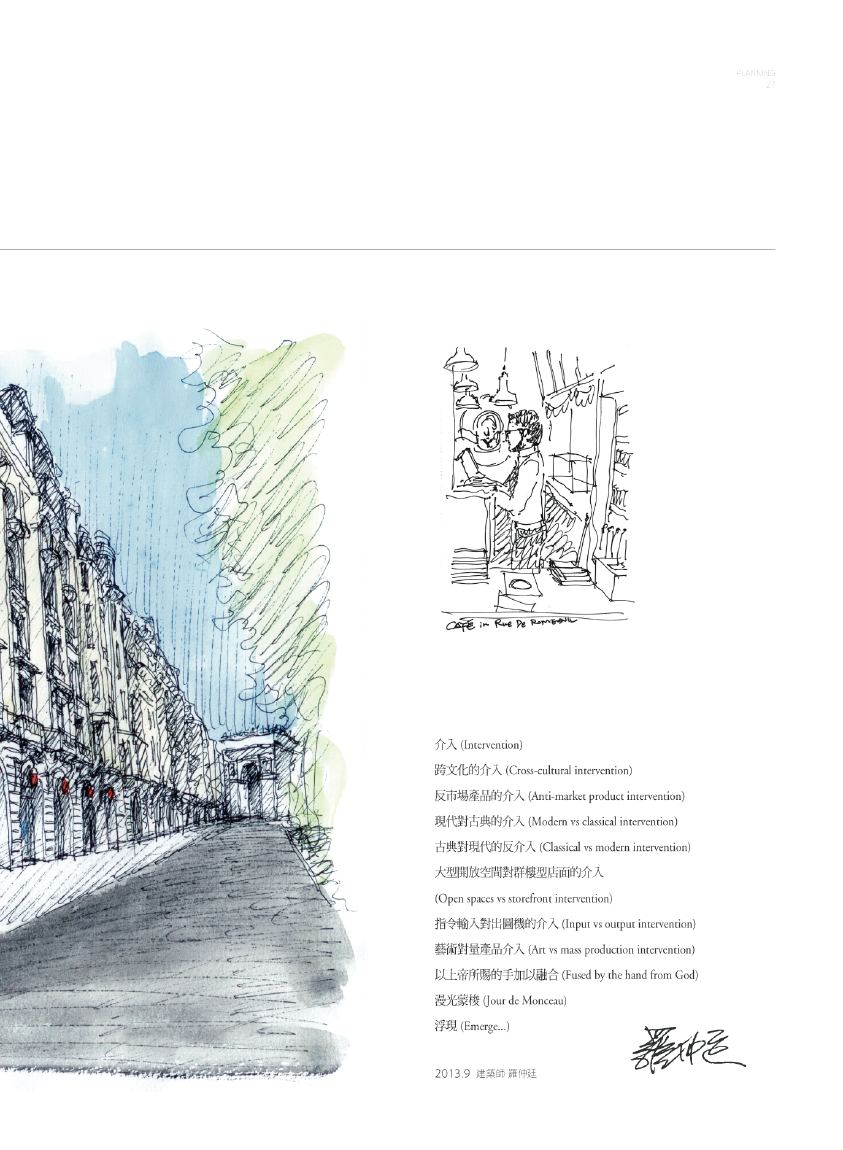 PLANNING
27
CAFÉ in RUE DE
介入 (Intervention)
跨文化的介入 (Cross-cultural intervention)
反市場產品的介入 (Anti-market product intervention)
現代對古典的介入 (Modern vs classical intervention)
古典對現代的反介入 (Classical vs modern intervention)
大型開放空間對群樓型店面的介入
(Open spaces vs storefront intervention)
指令輸入對出圖機的介入 (Input vs output intervention)
藝術對量產品介入 (Art vs mass production intervention)
以上帝所賜的手加以融合 (Fused by the hand from God)
漫光蒙棲 (Jour de Monceau)
浮現 (Emerge...)
羅仲廷
2013.9 建築師 羅仲廷